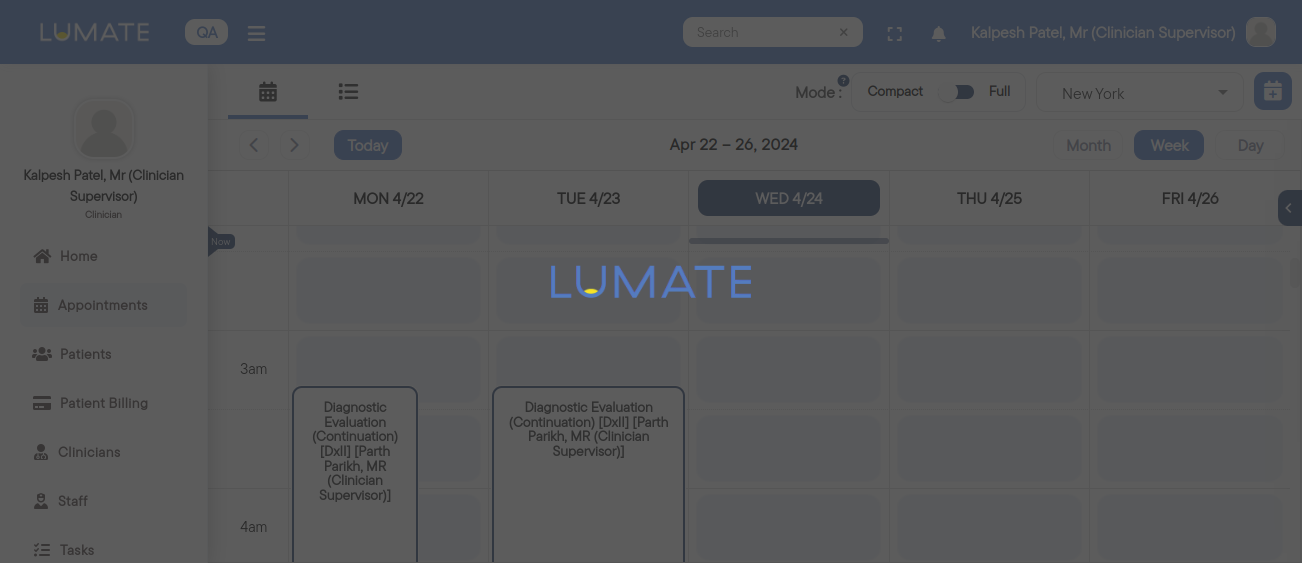 LUMATE
QA
Search
Kalpesh Patel, Mr (Clinician Supervisor)
Mode :
?
Compact
Full
New York
Today
Apr 22 – 26, 2024
Month
Week
Day
Kalpesh Patel, Mr (Clinician
Supervisor)
Clinician
MON 4/22
TUE 4/23
WED 4/24
THU 4/25
FRI 4/26
Now
Home
Appointments
Patients
Patient Billing
Clinicians
Staff
Tasks
LUMATE
3am
4am
Diagnostic
Evaluation
(Continuation)
[DxII] [Parth
Parikh, MR
(Clinician
Supervisor)]
Diagnostic Evaluation
(Continuation) [DxII] [Parth
Parikh, MR (Clinician
Supervisor)]